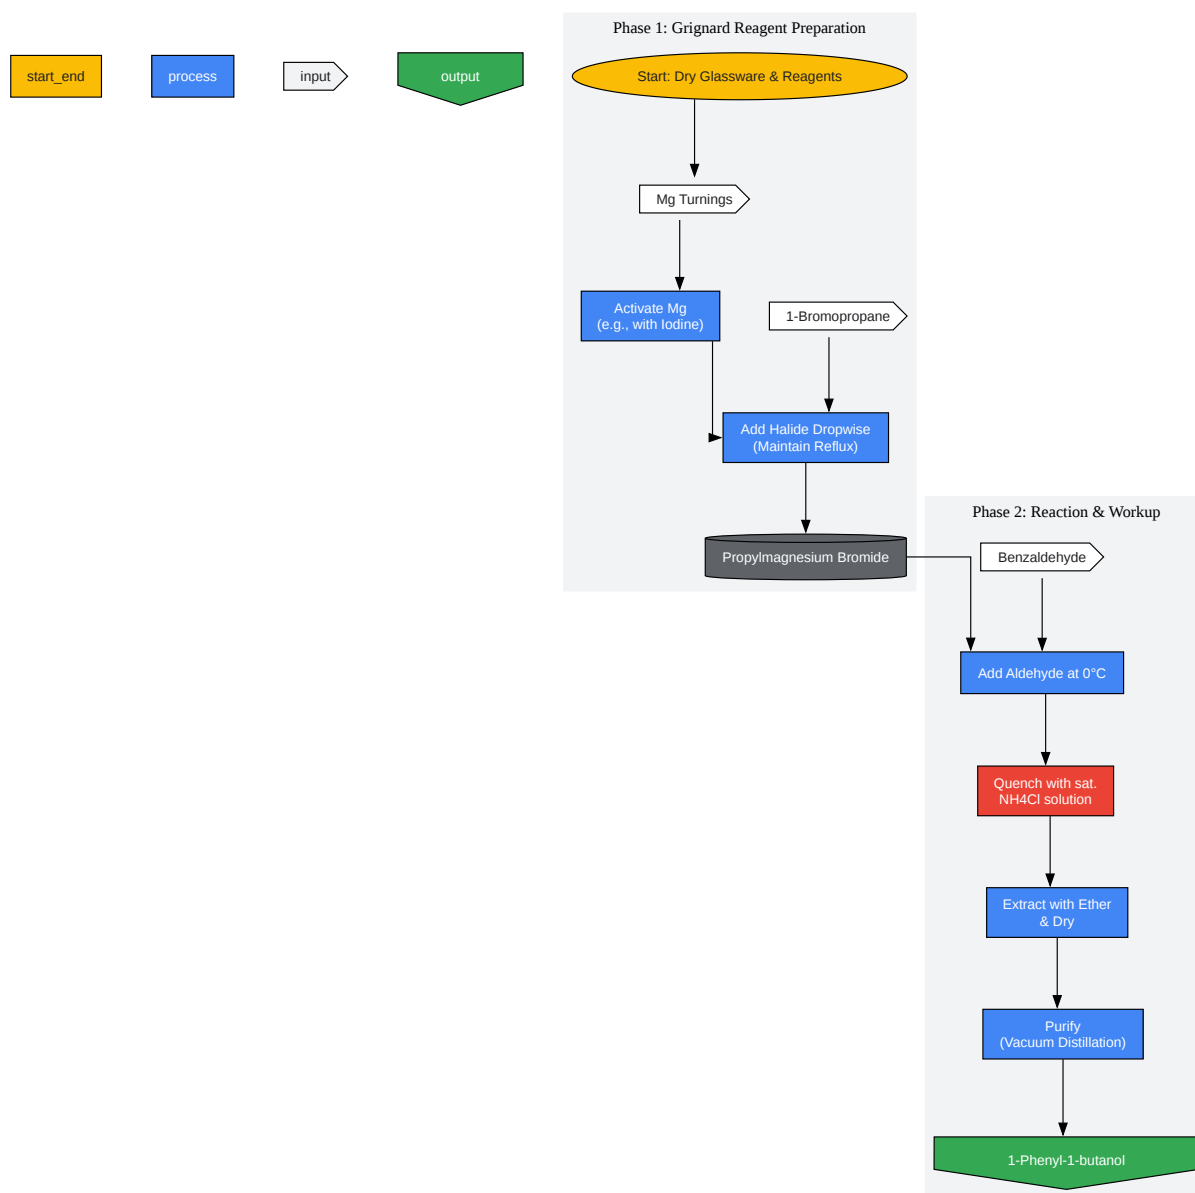 start_end
process
input
output
Phase 1: Grignard Reagent Preparation
Start: Dry Glassware & Reagents
Mg Turnings
Activate Mg
(e.g., with Iodine)
1-Bromopropane
Add Halide Dropwise
(Maintain Reflux)
Propylmagnesium Bromide
Phase 2: Reaction & Workup
Benzaldehyde
Add Aldehyde at 0°C
Quench with sat.
NH4Cl solution
Extract with Ether
& Dry
Purify
(Vacuum Distillation)
1-Phenyl-1-butanol